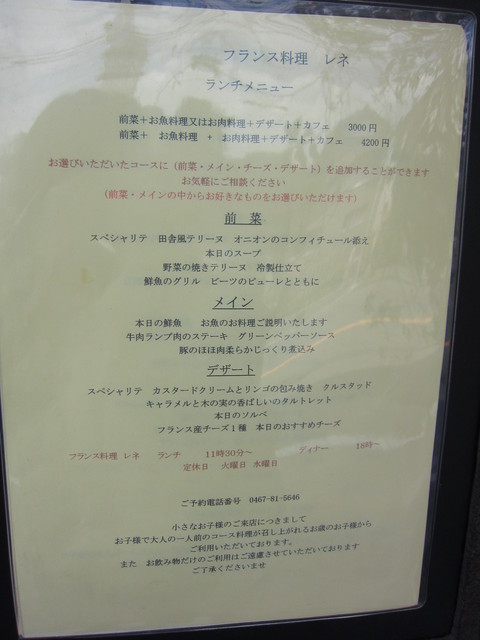 フランス料理　レネ
ランチメニュー
前菜＋お魚料理又はお肉料理＋デザート＋カフェ　3000円
前菜＋　お魚料理　＋　お肉料理＋デザート＋カフェ　4200円
お選びいただいたコースに（前菜・メイン・チーズ・デザート）を追加することができます
お気軽にご相談ください
（前菜・メインの中からお好きなものをお選びいただけます）
前　菜
スペシャリテ　田舎風テリーヌ　オニオンのコンフィチュール添え
本日のスープ
野菜の焼きテリーヌ　冷製仕立て
鮮魚のグリル　ビーツのピューレとともに
メイン
本日の鮮魚　お魚のお料理ご説明いたします
牛肉ランプ肉のステーキ　グリーンペッパーソース
豚のほほ肉柔らかじっくり煮込み
デザート
スペシャリテ　カスタードクリームとリンゴの包み焼き　クルスタッド
キャラメルと木の実の香ばしいのタルトレット
本日のソルベ
フランス産チーズ１種　本日のおすすめチーズ
フランス料理　レネ　ランチ　11時30分～　ディナー　18時～
定休日　火曜日　水曜日
ご予約電話番号　0467-81-5646
小さなお子様のご来店につきまして
お子様で大人の一人前のコース料理が召し上がれるお歳のお子様から
ご利用いただいております。
また　お飲み物だけのご利用はご遠慮させていただいております
ご了承くださいませ